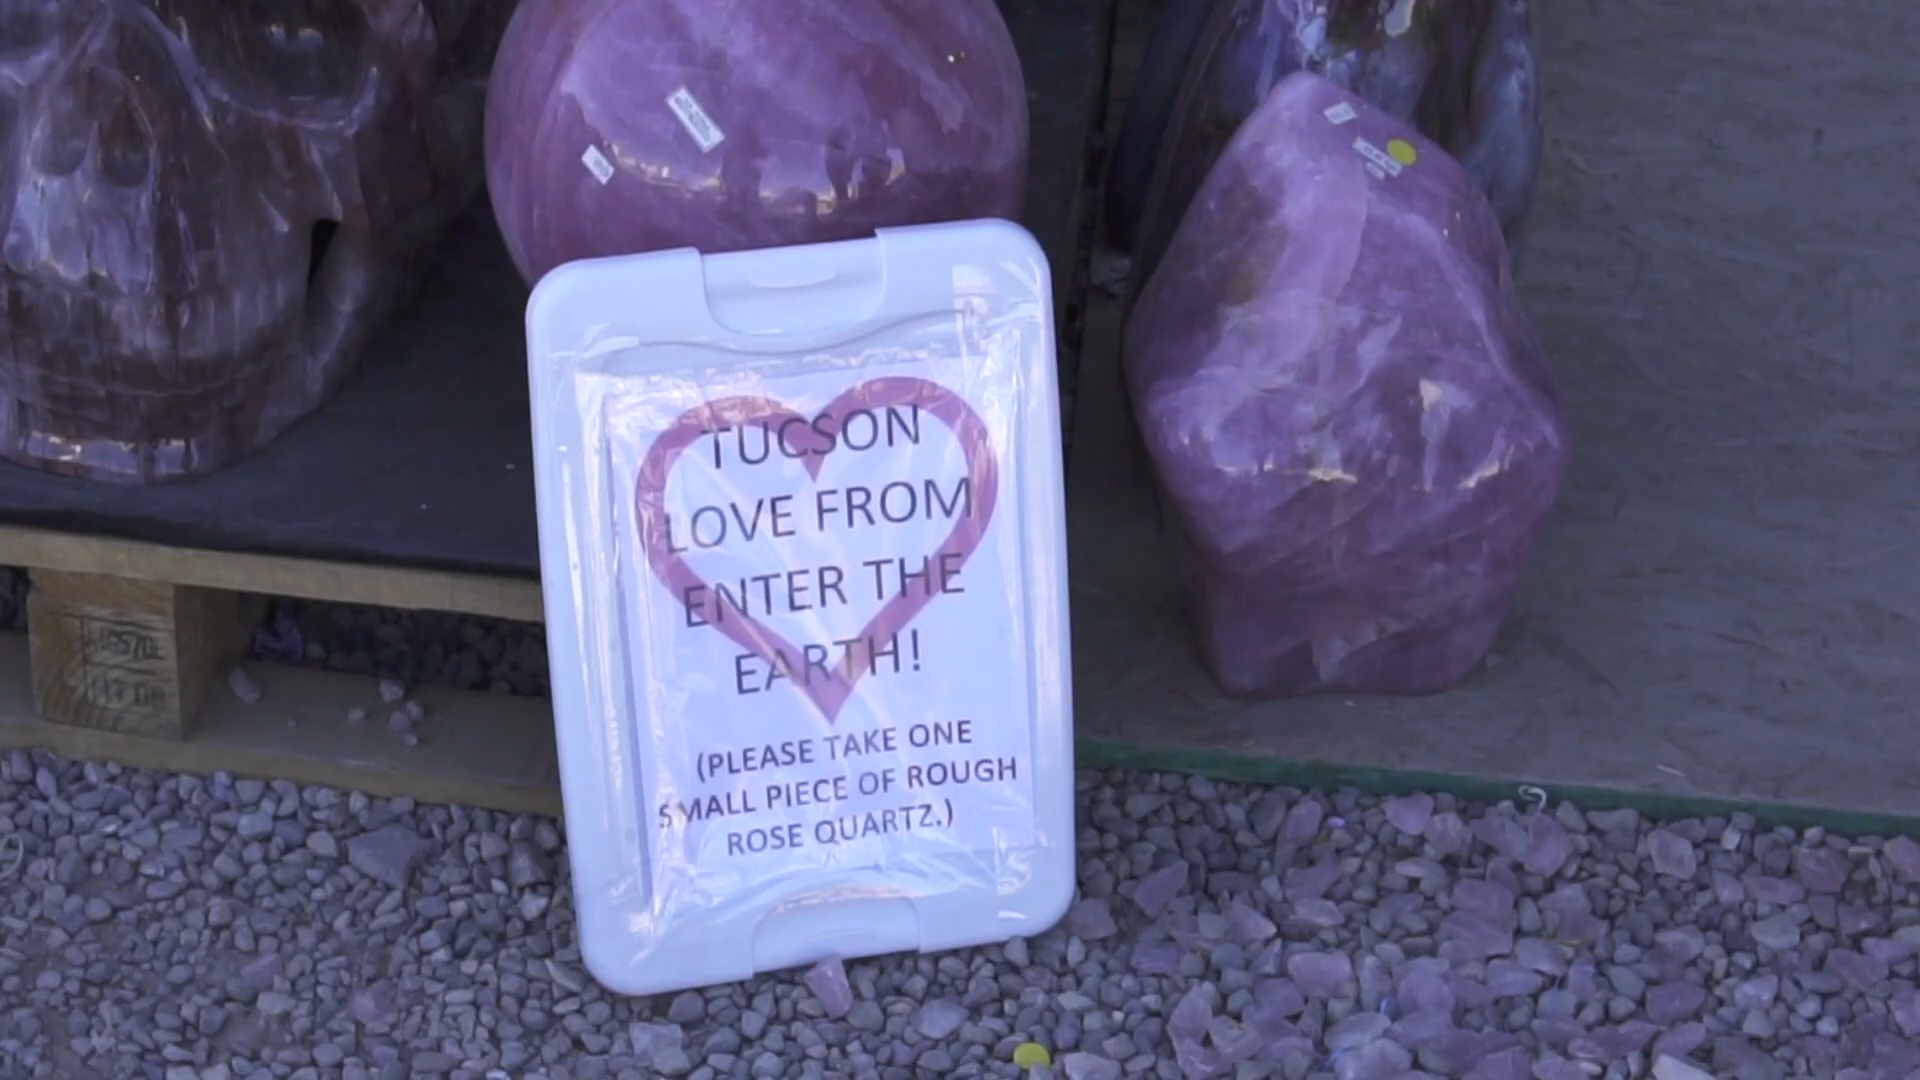 TUCSON
LOVE FROM
ENTER THE
EARTH!
(PLEASE TAKE ONE
SMALL PIECE OF ROUGH
ROSE QUARTZ.)